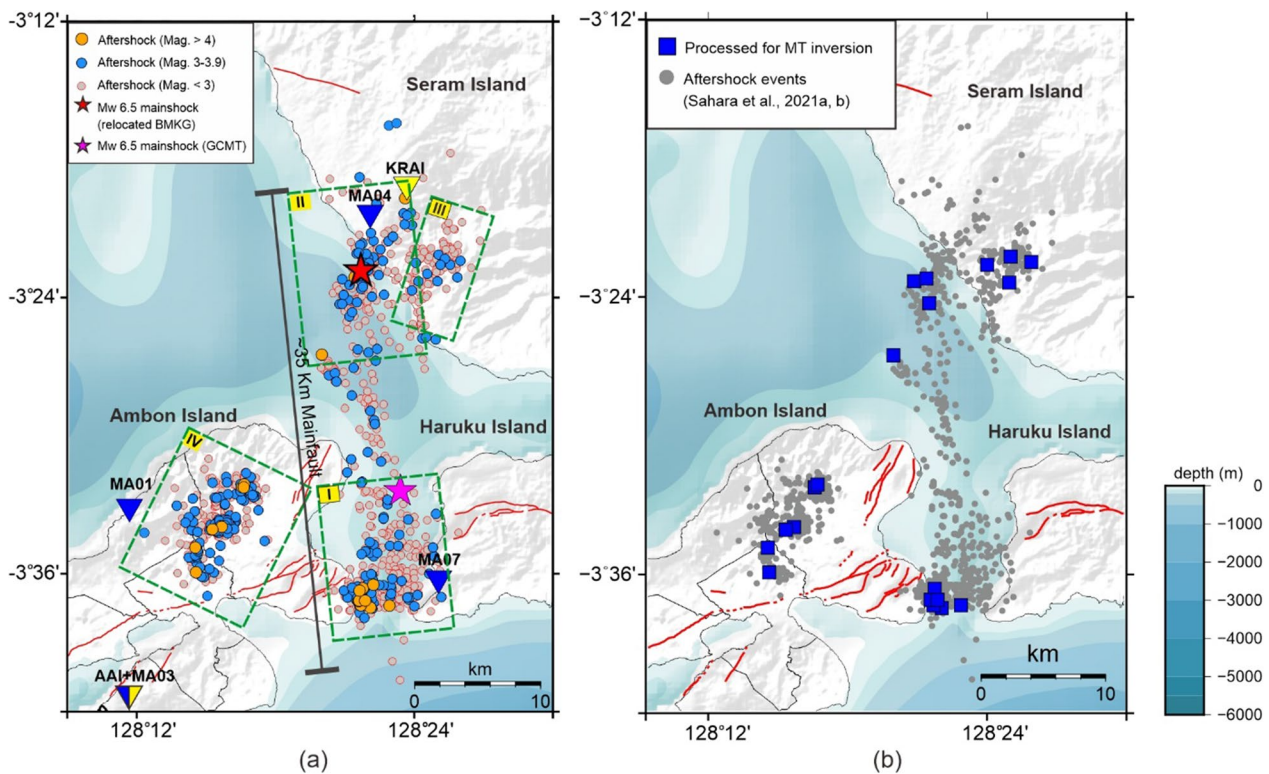 −3°12'
Aftershock (Mag. > 4)
Aftershock (Mag. 3-3.9)
Aftershock (Mag. < 3)
Mw 6.5 mainshock
(relocated BMKG)
Mw 6.5 mainshock (GCMT)
Seram Island
KRAI
MA04
II
III
−3°24'
~35 Km Mainfault
Ambon Island
Haruku Island
IV
MA01
I
MA07
-3°36'
AAI+MA03
km
0
10
128°12'
128°24'
(a)
−3°12'
Processed for MT inversion
Aftershock events
(Sahara et al., 2021a, b)
Seram Island
−3°24'
Ambon Island
Haruku Island
−3°36'
km
0
10
128°12'
128°24'
(b)
depth (m)
0
−1000
−2000
−3000
−4000
−5000
−6000